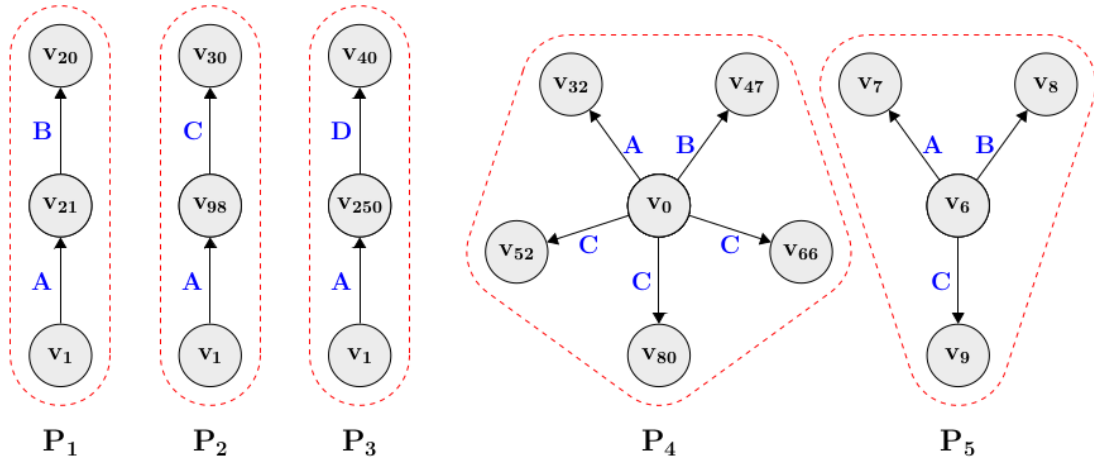 v20 v30 v40
v32 v47 v7 v8
B C D
A B A B
v21 v98 v250 v0 v6
v52 C C v66
A A A C C
v1 v1 v1 v80 v9
P1 P2 P3 P4 P5